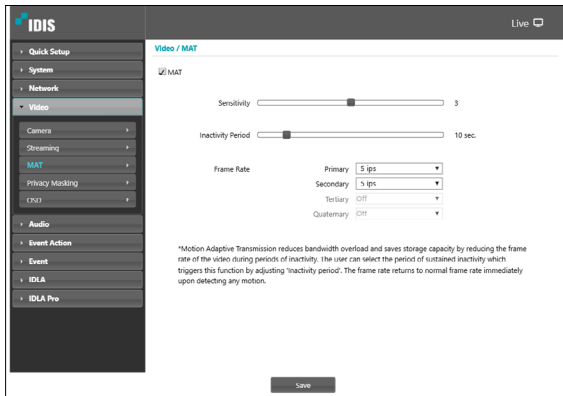 IDIS
Live
Quick Setup
System
Network
Video
Camera
Streaming
MAT
Privacy Masking
OSD
Audio
Event Action
Event
IDLA
IDLA Pro
Video / MAT
MAT
Sensitivity 3
Inactivity Period 10 sec.
Frame Rate Primary 5 ips
Secondary 5 ips
Tertiary Off
Quaternary Off
*Motion Adaptive Transmission reduces bandwidth overload and saves storage capacity by reducing the frame
rate of the video during periods of inactivity. The user can select the period of sustained inactivity which
triggers this function by adjusting 'Inactivity period'. The frame rate returns to normal frame rate immediately
upon detecting any motion.
Save